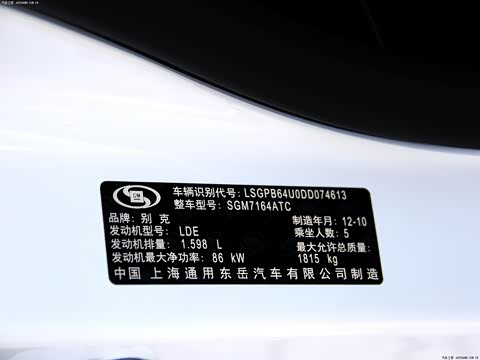 车辆识别代号: LSGPB64U0DD074613
整车型号: SGM7164ATC
品牌: 别克
制造年月: 12-10
发动机型号: LDE
乘坐人数: 5
发动机排量: 1.598 L
最大允许总质量:
发动机最大净功率: 86 kW
1815 kg
中国 上海通用东岳汽车有限公司制造
GM